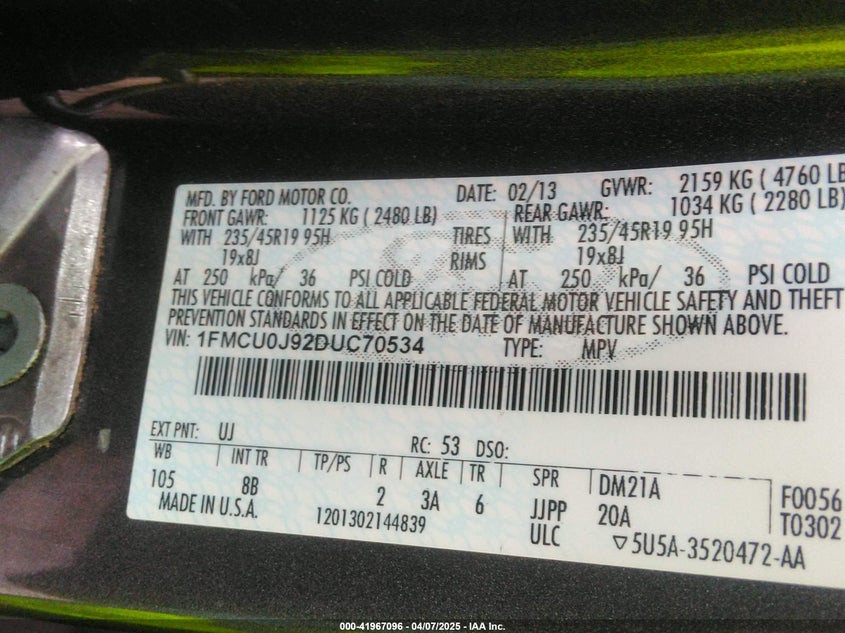 MFD. BY FORD MOTOR CO. DATE: 02/13 GVWR: 2159 KG ( 4760 LB
FRONT GAWR: 1125 KG ( 2480 LB) REAR GAWR: 1034 KG ( 2280 LB)
WITH 235/45R19 95H TIRES WITH 235/45R19 95H
19x8J RIMS 19x8J
AT 250 kPa/ 36 PSI COLD AT 250 kPa/ 36 PSI COLD
THIS VEHICLE CONFORMS TO ALL APPLICABLE FEDERAL MOTOR VEHICLE SAFETY AND THEFT
PREVENTION STANDARDS IN EFFECT ON THE DATE OF MANUFACTURE SHOWN ABOVE.
VIN: 1FMCU0J92DUC70534 TYPE: MPV
EXT PNT: UJ RC: 53 DSO:
WB INT TR TP/PS R AXLE TR SPR DM21A F0056
105 8B 2 3A 6 JJPP 20A T0302
MADE IN U.S.A. 1201302144839 ULC ▽5U5A-3520472-AA
000-41967096 - 04/07/2025 - IAA Inc.